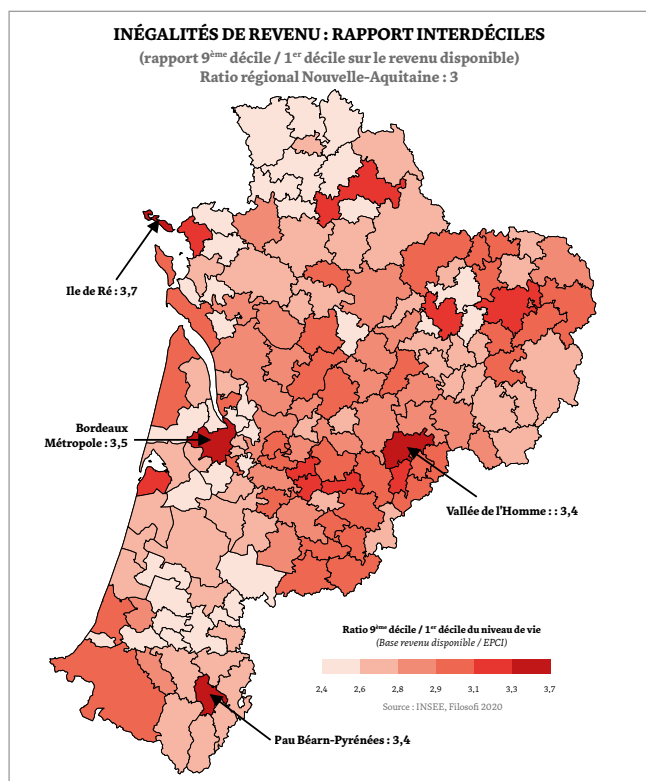 INÉGALITÉS DE REVENU : RAPPORT INTERDÉCILES
(rapport 9ème décile / 1er décile sur le revenu disponible)
Ratio régional Nouvelle-Aquitaine : 3
Ile de Ré : 3,7
Bordeaux
Métropole : 3,5
Vallée de l'Homme : : 3,4
Ratio 9ème décile / 1er décile du niveau de vie
(Base revenu disponible / EPCI)
2,4 2,6 2,8 2,9 3,1 3,3 3,7
Source : INSEE, Filosofi 2020
Pau Béarn-Pyrénées : 3,4